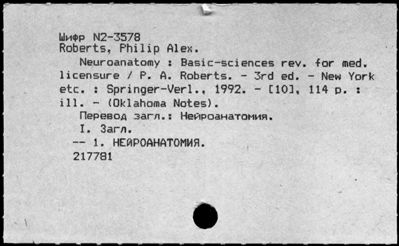 Шифр N2-3578
Roberts, Philip Alex.
Neuroanatomy : Basic-sciences rev. for med.
licensure / P. A. Roberts. - 3rd ed. - New York
etc. : Springer-Verl., 1992. - [10], 114 p. :
ill. - (Oklahoma Notes).
Перевод загл.: Нейроанатомия.
I. Загл.
-- 1. НЕЙРОАНАТОМИЯ.
217781